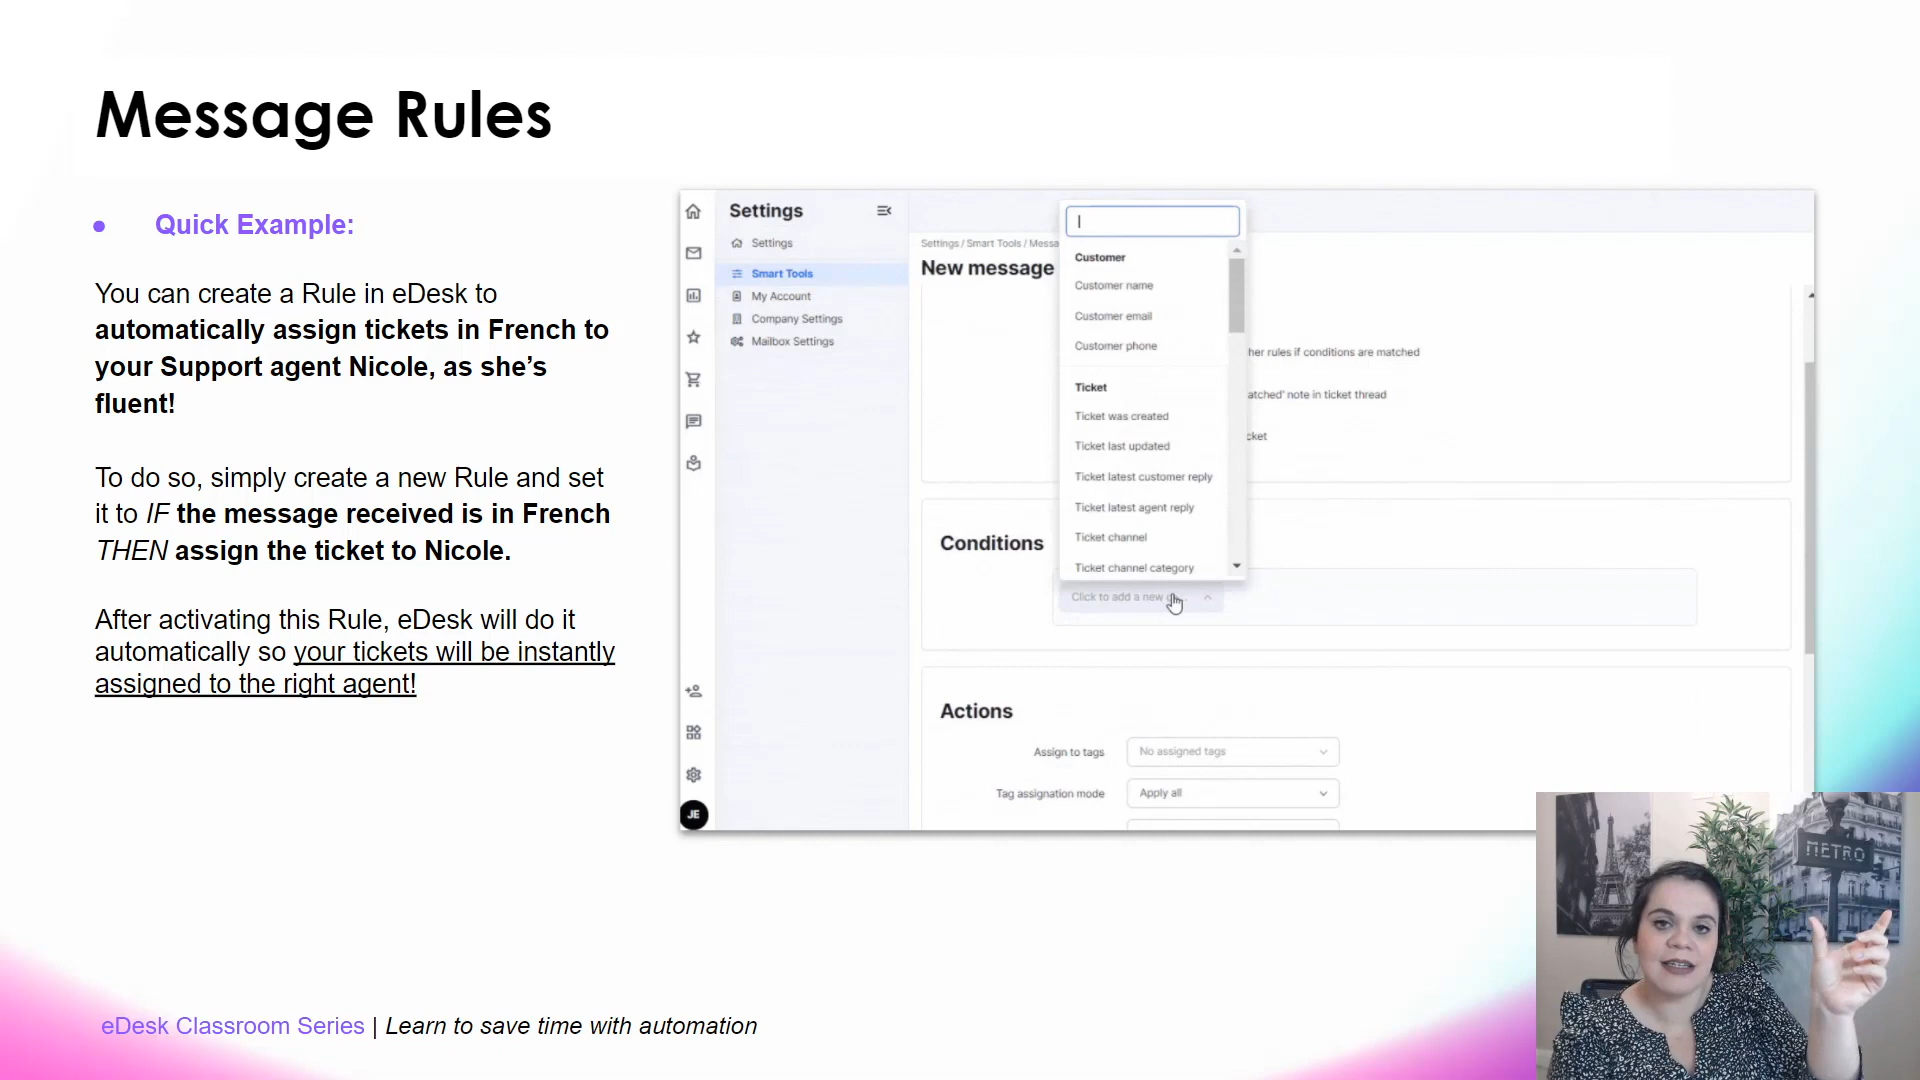 Message Rules
● Quick Example:
You can create a Rule in eDesk to
automatically assign tickets in French to
your Support agent Nicole, as she’s
fluent!
To do so, simply create a new Rule and set
it to IF the message received is in French
THEN assign the ticket to Nicole.
After activating this Rule, eDesk will do it
automatically so your tickets will be instantly
assigned to the right agent!
Settings
Settings
Smart Tools
My Account
Company Settings
Mailbox Settings
JE
Settings / Smart Tools / Messa
New message
Customer
Customer name
Customer email
Customer phone
Ticket
Ticket was created
Ticket last updated
Ticket latest customer reply
Ticket latest agent reply
Ticket channel
Ticket channel category
her rules if conditions are matched
atched' note in ticket thread
cket
Conditions
Click to add a new
Actions
Assign to tags
No assigned tags
Tag assignation mode
Apply all
METRO
eDesk Classroom Series | Learn to save time with automation